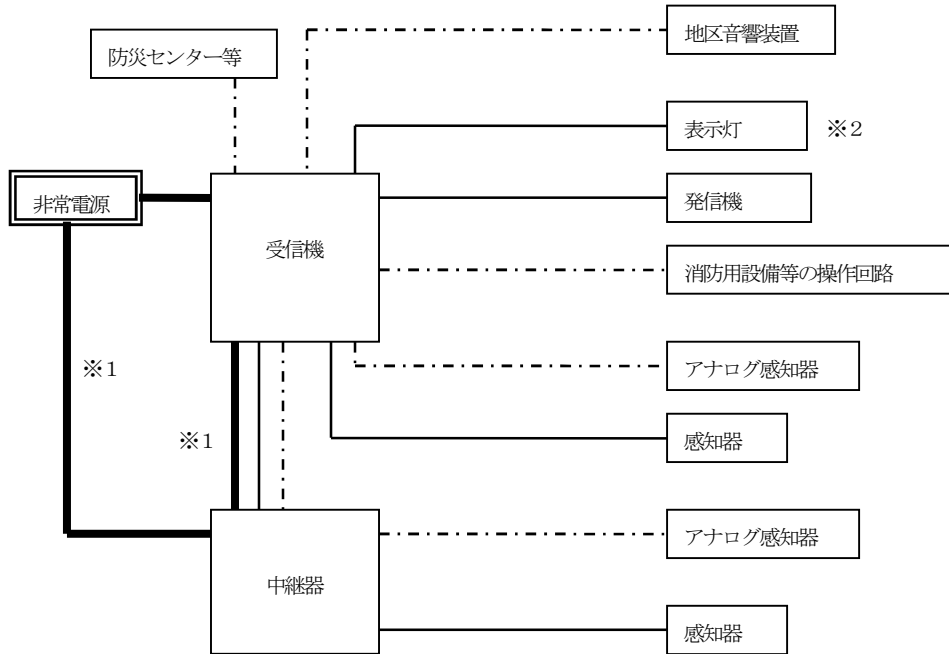 地区音響装置
防災センター等
表示灯
※2
非常電源
発信機
受信機
消防用設備等の操作回路
※1
アナログ感知器
※1
感知器
アナログ感知器
中継器
感知器